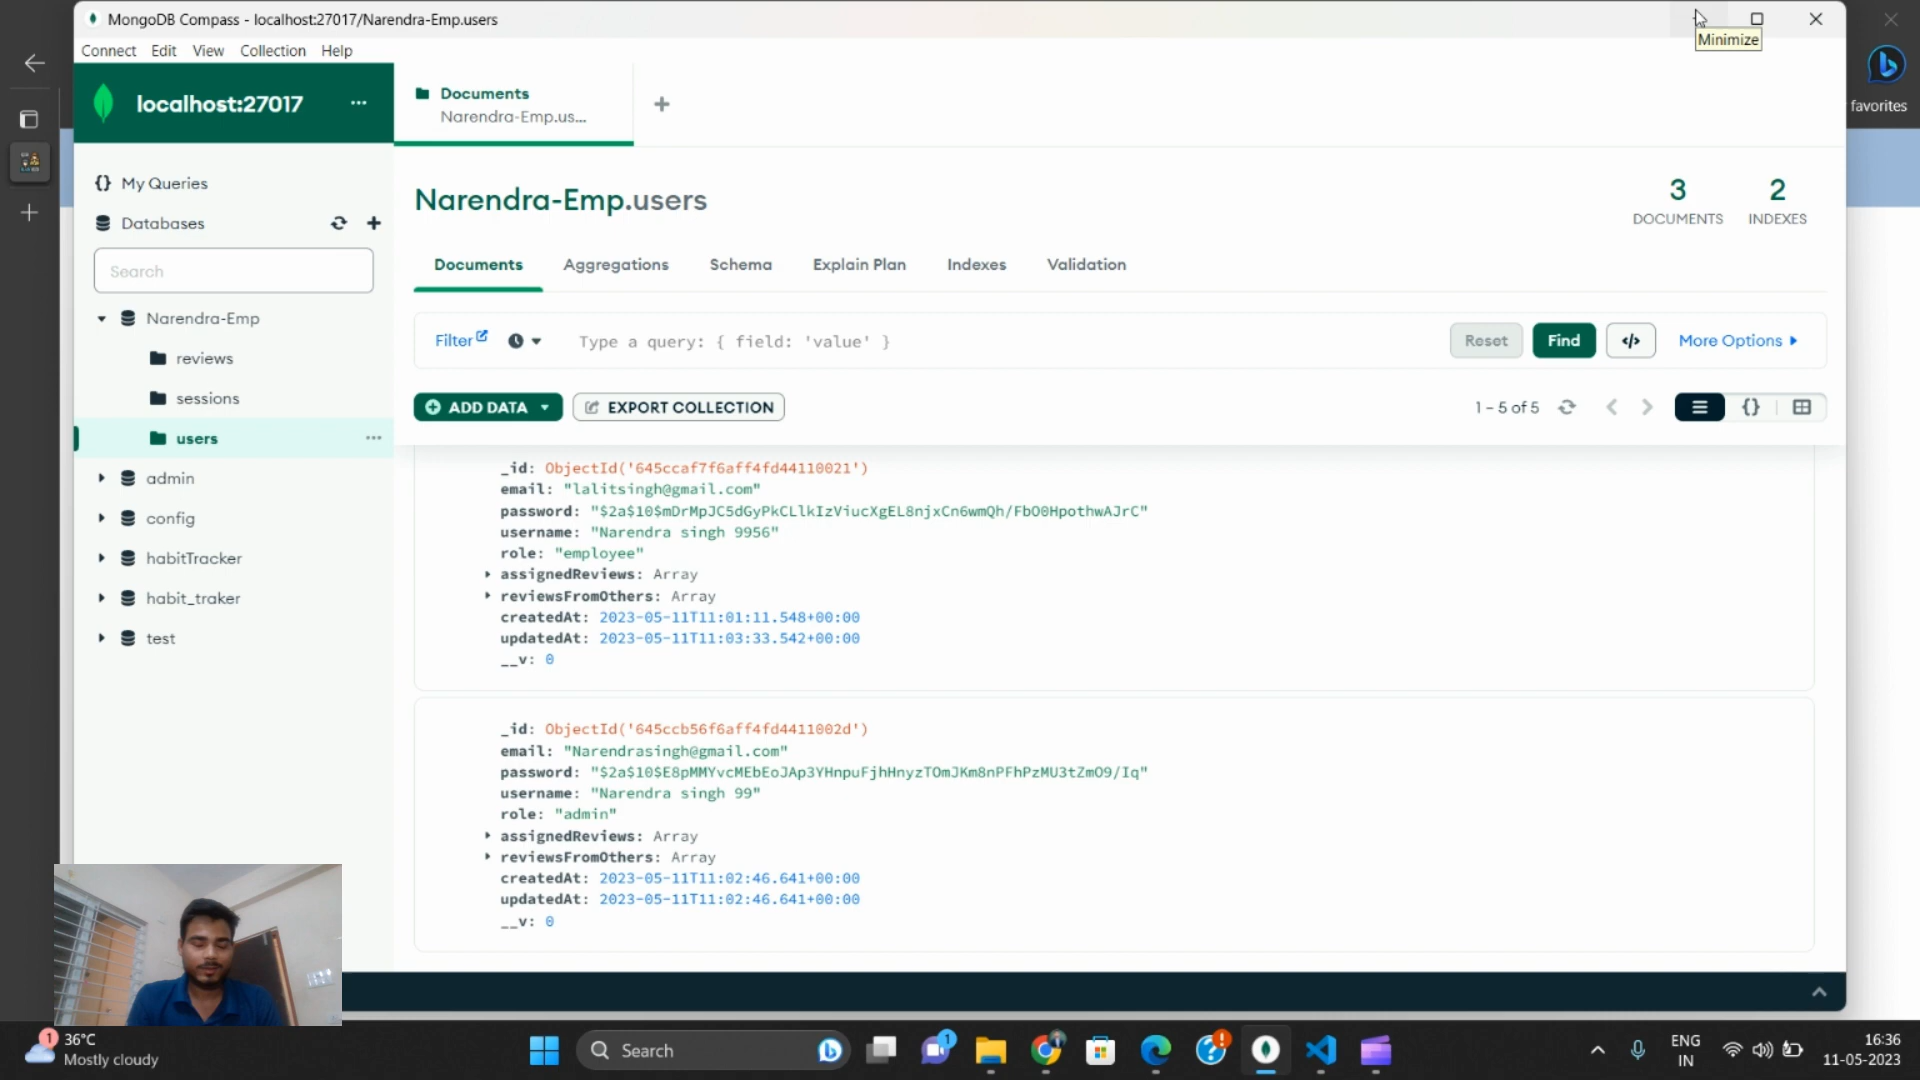 MongoDB Compass - localhost:27017/Narendra-Emp.users
Minimize
Connect Edit View Collection Help
favorites
localhost:27017 ...
Documents
Narendra-Emp.us...
My Queries
Databases
Search
Narendra-Emp
reviews
sessions
users
admin
config
habitTracker
habit_traker
test
Narendra-Emp.users
3
DOCUMENTS
2
INDEXES
Documents Aggregations Schema Explain Plan Indexes Validation
Filter Type a query: { field: 'value' } Reset Find </> More Options
ADD DATA EXPORT COLLECTION 1 – 5 of 5 {}
_id: ObjectId('645ccaf7f6aff4fd44110021')
email: "lalitsingh@gmail.com"
password: "$2a$10$mDrMpJC5dGyPkCLlkIzViucXgEL8njxCn6wmQh/FbO0HpothwAJrC"
username: "Narendra singh 9956"
role: "employee"
assignedReviews: Array
reviewsFromOthers: Array
createdAt: 2023-05-11T11:01:11.548+00:00
updatedAt: 2023-05-11T11:03:33.542+00:00
__v: 0
_id: ObjectId('645ccb56f6aff4fd4411002d')
email: "Narendrasingh@gmail.com"
password: "$2a$10$E8pMMYvcMEbEoJAp3YHnpuFjhHnyzTOmJKm8nPFhPzMU3tZmO9/Iq"
username: "Narendra singh 99"
role: "admin"
assignedReviews: Array
reviewsFromOthers: Array
createdAt: 2023-05-11T11:02:46.641+00:00
updatedAt: 2023-05-11T11:02:46.641+00:00
__v: 0
1
36°C
Mostly cloudy
Search
1
ENG
IN
16:36
11-05-2023